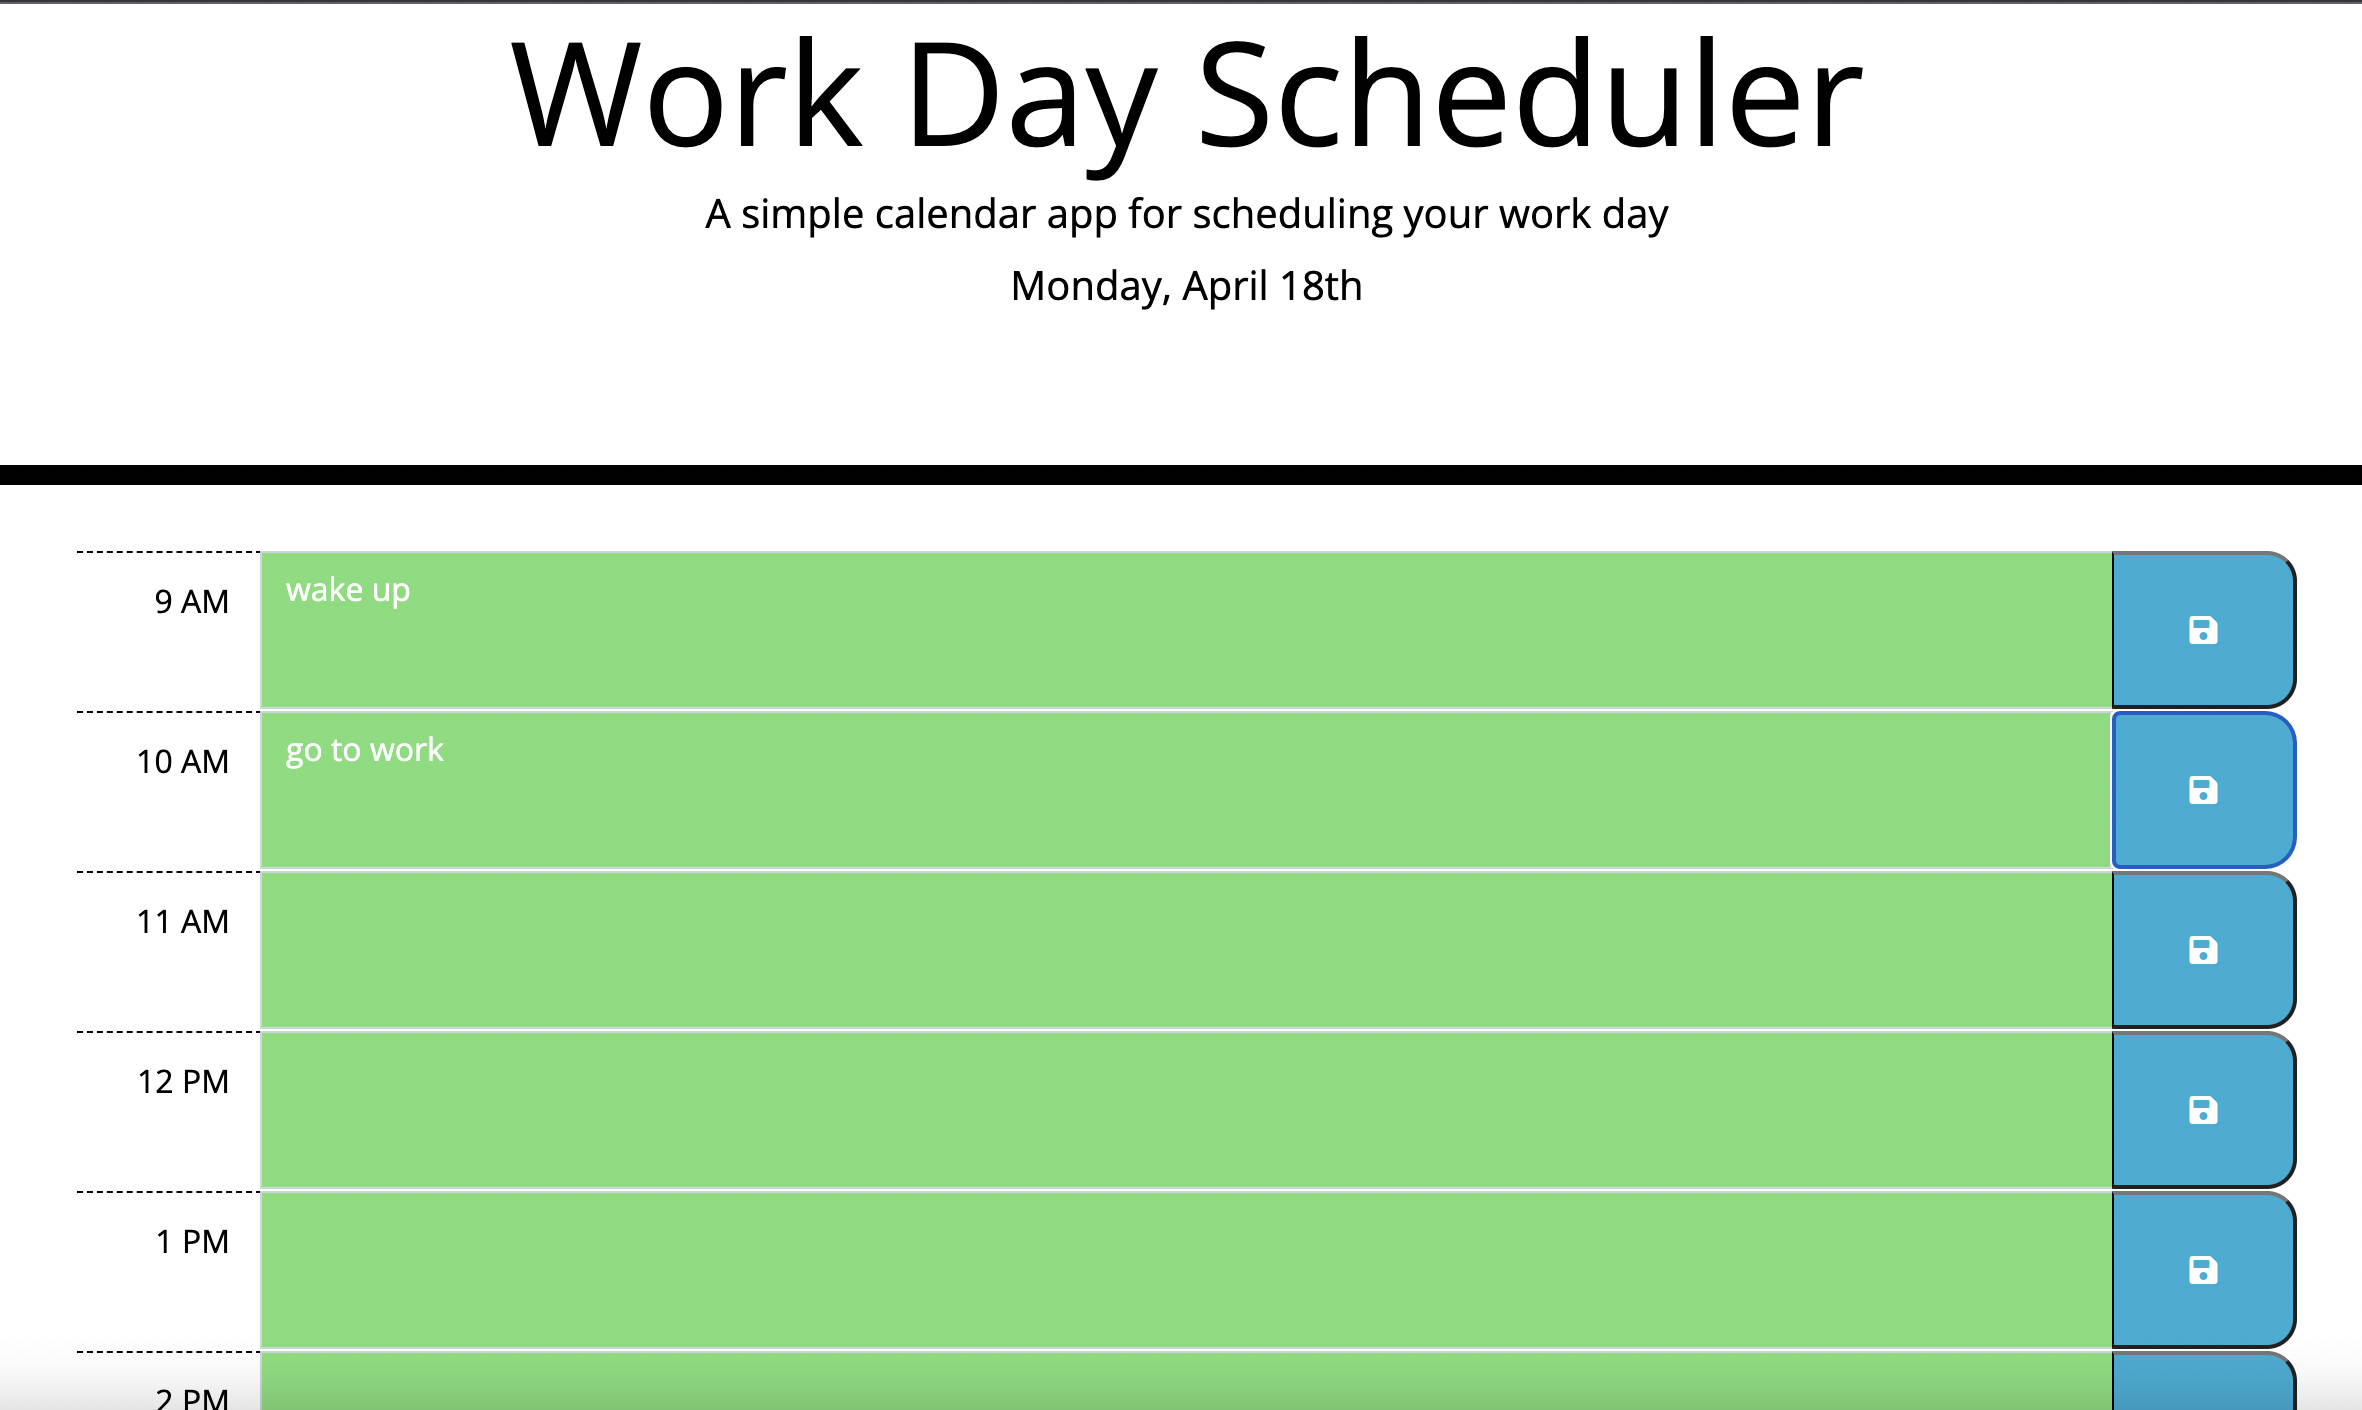 Work Day Scheduler
A simple calendar app for scheduling your work day
Monday, April 18th
9 AM
wake up
10 AM
go to work
11 AM
12 PM
1 PM
2 PM